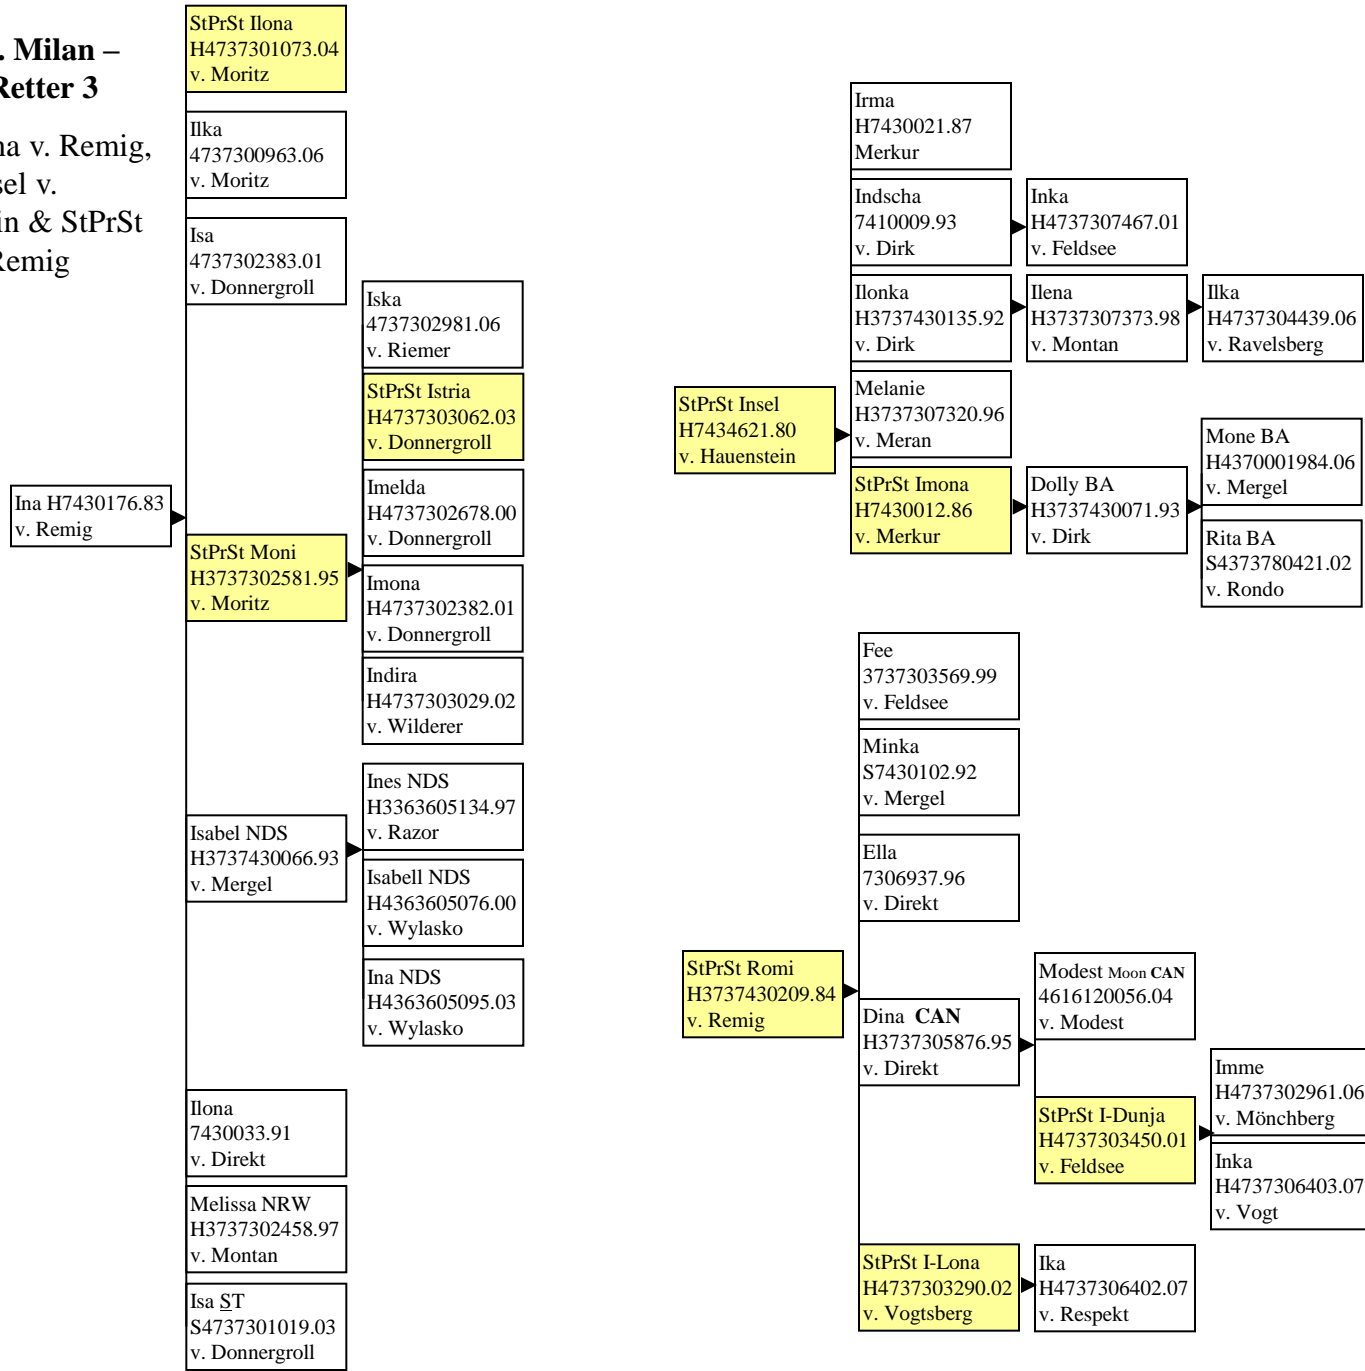 . Milan –
Retter 3
na v. Remig,
sel v.
in & StPrSt
Remig
StPrSt Ilona
H4737301073.04
v. Moritz
Ilka
4737300963.06
v. Moritz
Isa
4737302383.01
v. Donnergroll
Iska
4737302981.06
v. Riemer
StPrSt Istria
H4737303062.03
v. Donnergroll
Imelda
H4737302678.00
v. Donnergroll
Imona
H4737302382.01
v. Donnergroll
Indira
H4737303029.02
v. Wilderer
Ina H7430176.83
v. Remig
StPrSt Moni
H3737302581.95
v. Moritz
Ines NDS
H3363605134.97
v. Razor
Isabel NDS
H3737430066.93
v. Mergel
Isabell NDS
H4363605076.00
v. Wylasko
Ina NDS
H4363605095.03
v. Wylasko
Ilona
7430033.91
v. Direkt
Melissa NRW
H3737302458.97
v. Montan
Isa ST
S4737301019.03
v. Donnergroll
Irma
H7430021.87
Merkur
Indscha
7410009.93
v. Dirk
Inka
H4737307467.01
v. Feldsee
Ilonka
H3737430135.92
v. Dirk
Ilena
H3737307373.98
v. Montan
Ilka
H4737304439.06
v. Ravelsberg
StPrSt Insel
H7434621.80
v. Hauenstein
Melanie
H3737307320.96
v. Meran
StPrSt Imona
H7430012.86
v. Merkur
Dolly BA
H3737430071.93
v. Dirk
Mone BA
H4370001984.06
v. Mergel
Rita BA
S4373780421.02
v. Rondo
Fee
3737303569.99
v. Feldsee
Minka
S7430102.92
v. Mergel
Ella
7306937.96
v. Direkt
StPrSt Romi
H3737430209.84
v. Remig
Dina CAN
H3737305876.95
v. Direkt
Modest Moon CAN
4616120056.04
v. Modest
StPrSt I-Dunja
H4737303450.01
v. Feldsee
Imme
H4737302961.06
v. Mönchberg
Inka
H4737306403.07
v. Vogt
StPrSt I-Lona
H4737303290.02
v. Vogtsberg
Ika
H4737306402.07
v. Respekt